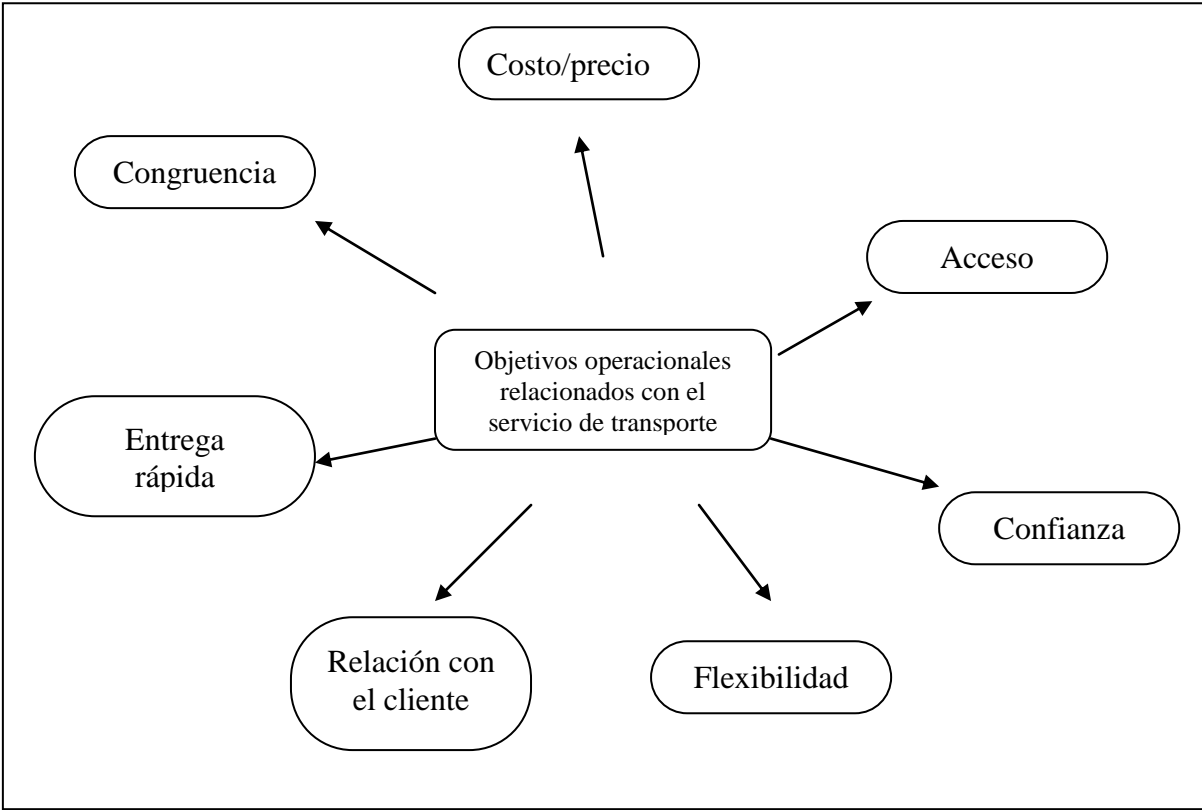 Costo/precio
Congruencia
Acceso
Objetivos operacionales
relacionados con el
servicio de transporte
Entrega
rápida
Confianza
Relación con
el cliente
Flexibilidad